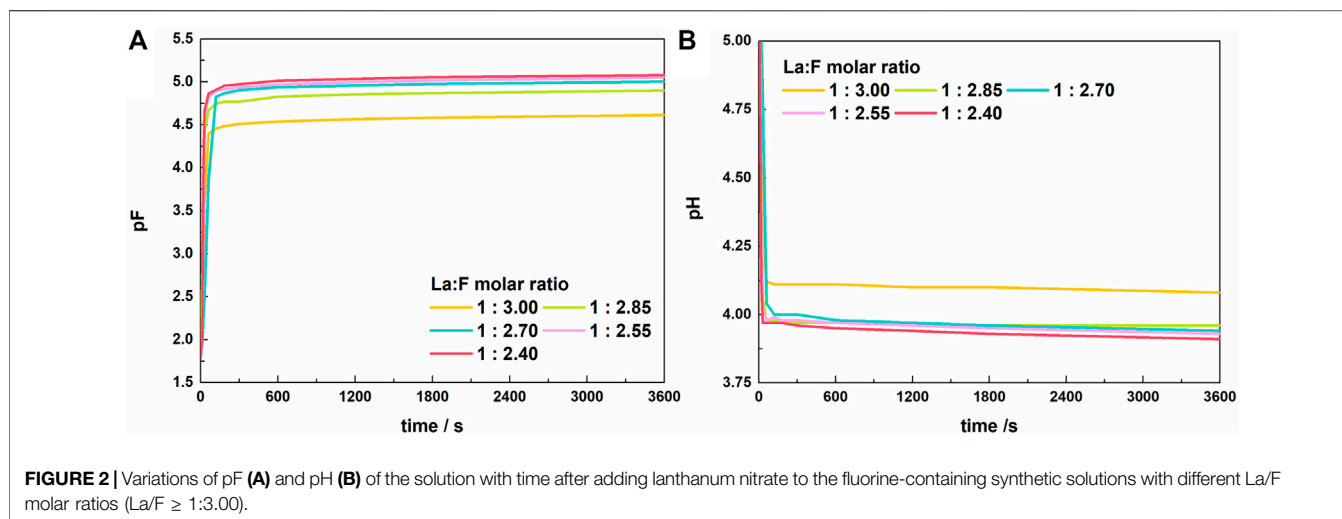 A
5.5
5.0
4.5
4.0
3.5
3.0
2.5
2.0
1.5
pF
0 600 1200 1800 2400 3000 3600
time / s
La:F molar ratio
1 : 3.00 1 : 2.85
1 : 2.70 1 : 2.55
1 : 2.40
B
5.00
4.75
4.50
4.25
4.00
3.75
pH
0 600 1200 1800 2400 3000 3600
time /s
La:F molar ratio
1 : 3.00 1 : 2.85 1 : 2.70
1 : 2.55 1 : 2.40
FIGURE 2 | Variations of pF (A) and pH (B) of the solution with time after adding lanthanum nitrate to the fluorine-containing synthetic solutions with different La/F
molar ratios (La/F ≥ 1:3.00).